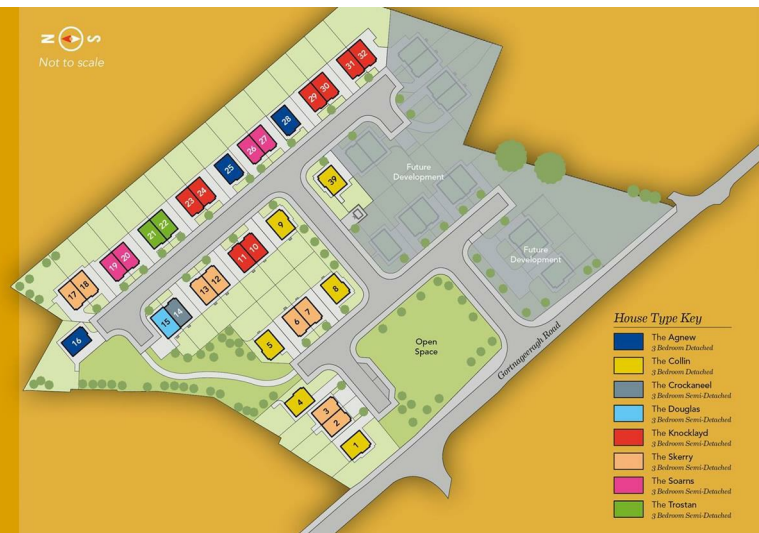 N S
Not to scale
31 32
29 30
28
26 27
25
23 24
21 22
19 20
17 18
16
39
9
11 10
13 12
15 14
8
6 7
5
4
3
2
1
Future
Development
Future
Development
Open
Space
Gortnageeragh Road
House Type Key
The Agnew
3 Bedroom Detached
The Collin
3 Bedroom Detached
The Crockaneel
3 Bedroom Semi-Detached
The Douglas
3 Bedroom Semi-Detached
The Knocklayd
3 Bedroom Semi-Detached
The Skerry
3 Bedroom Semi-Detached
The Soarns
3 Bedroom Semi-Detached
The Trostan
3 Bedroom Semi-Detached